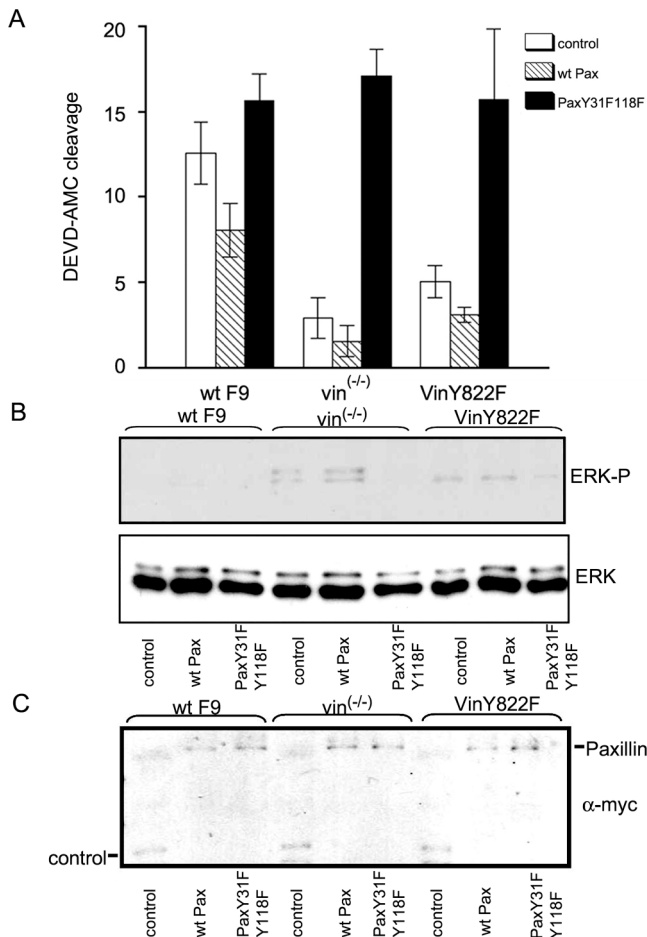 A
DEVD-AMC cleavage
20
15
10
5
0
control
wt Pax
PaxY31F118F
wt F9
vin(-/-)
VinY822F
B
wt F9
vin(-/-)
VinY822F
ERK-P
ERK
control
wt Pax
PaxY31F
Y118F
control
wt Pax
PaxY31F
Y118F
control
wt Pax
PaxY31F
Y118F
C
wt F9
vin(-/-)
VinY822F
Paxillin
α-myc
control
control
wt Pax
PaxY31F
Y118F
control
wt Pax
PaxY31F
Y118F
control
wt Pax
PaxY31F
Y118F